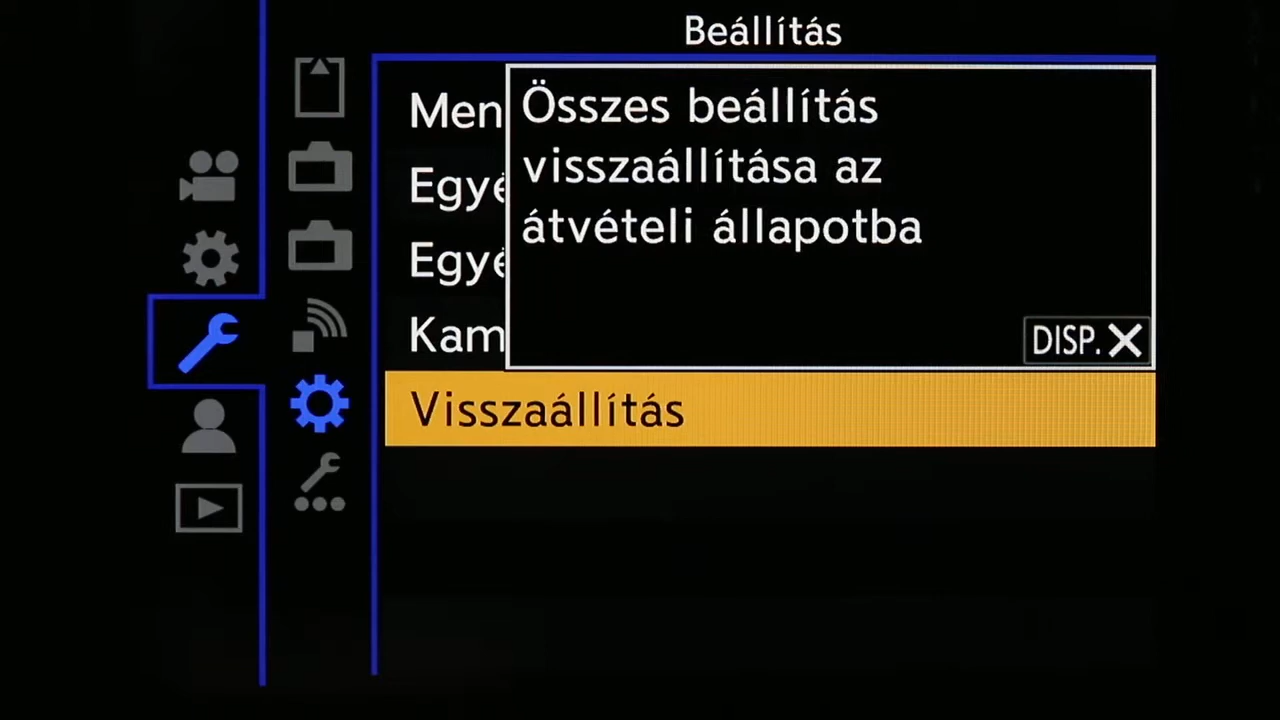 Beállítás
Men
Összes beállítás
visszaállítása az
átvételi állapotba
Egyé
Egyé
Kam
DISP.
Visszaállítás